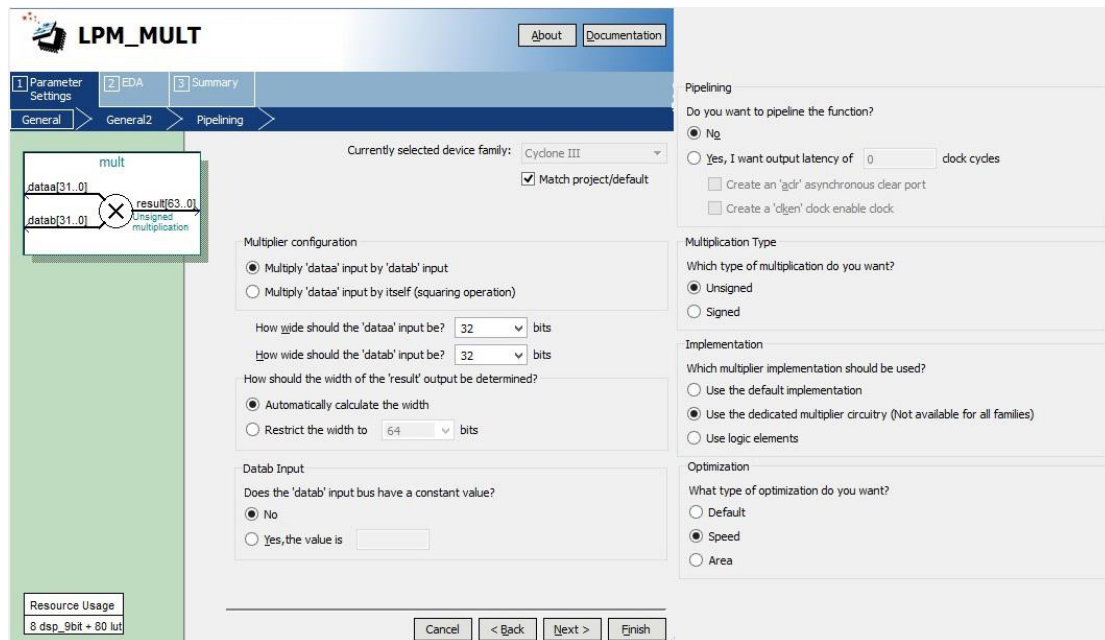 LPM_MULT
About
Documentation
1 Parameter Settings
2 EDA
3 Summary
General
General2
Pipelining
mult
dataa[31..0]
datab[31..0]
result[63..0]
Unsigned
multiplication
Currently selected device family:
Cyclone III
Match project/default
Multiplier configuration
Multiply 'dataa' input by 'datab' input
Multiply 'dataa' input by itself (squaring operation)
How wide should the 'dataa' input be? 32 bits
How wide should the 'datab' input be? 32 bits
How should the width of the 'result' output be determined?
Automatically calculate the width
Restrict the width to 64 bits
Datab Input
Does the 'datab' input bus have a constant value?
No
Yes,the value is
Resource Usage
8 dsp_9bit + 80 lut
Cancel
< Back
Next >
Finish
Pipelining
Do you want to pipeline the function?
No
Yes, I want output latency of 0 clock cycles
Create an 'aclr' asynchronous clear port
Create a 'clken' clock enable clock
Multiplication Type
Which type of multiplication do you want?
Unsigned
Signed
Implementation
Which multiplier implementation should be used?
Use the default implementation
Use the dedicated multiplier circuitry (Not available for all families)
Use logic elements
Optimization
What type of optimization do you want?
Default
Speed
Area